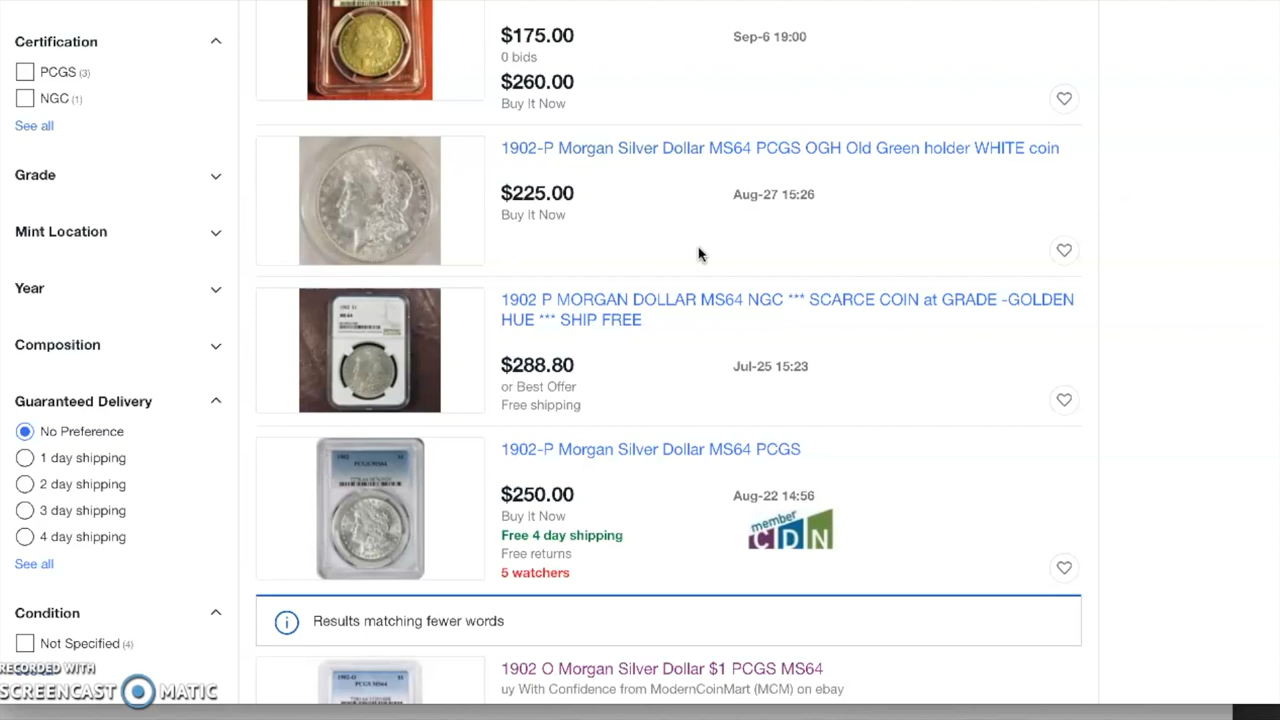 Certification
PCGS (3)
NGC (1)
See all
Grade
Mint Location
Year
Composition
Guaranteed Delivery
No Preference
1 day shipping
2 day shipping
3 day shipping
4 day shipping
See all
Condition
Not Specified (4)
$175.00
Sep-6 19:00
0 bids
$260.00
Buy It Now
1902-P Morgan Silver Dollar MS64 PCGS OGH Old Green holder WHITE coin
$225.00
Aug-27 15:26
Buy It Now
1902 P MORGAN DOLLAR MS64 NGC *** SCARCE COIN at GRADE -GOLDEN
HUE *** SHIP FREE
$288.80
Jul-25 15:23
or Best Offer
Free shipping
1902-P Morgan Silver Dollar MS64 PCGS
$250.00
Aug-22 14:56
Buy It Now
member
CDN
Free 4 day shipping
Free returns
5 watchers
Results matching fewer words
1902 O Morgan Silver Dollar $1 PCGS MS64
uy With Confidence from ModernCoinMart (MCM) on ebay
RECORDED WITH
SCREENCAST MATIC